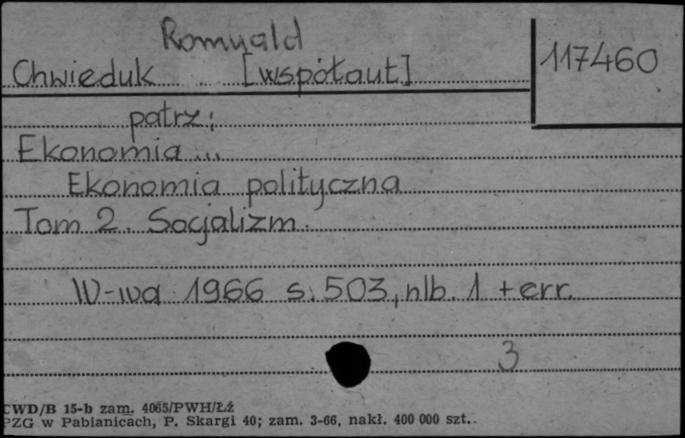 Romuald
Chwieduk [współaut] 117460
patrz:
Ekonomia...
Ekonomia polityczna
Tom 2. Socjalizm.
W-wa 1966 s. 503, nlb. 1 + err.
3
CWD/B 15-b zam. 4065/PWH/Łź
PZG w Pabianicach, P. Skargi 40; zam. 3-66, nakł. 400 000 szt..